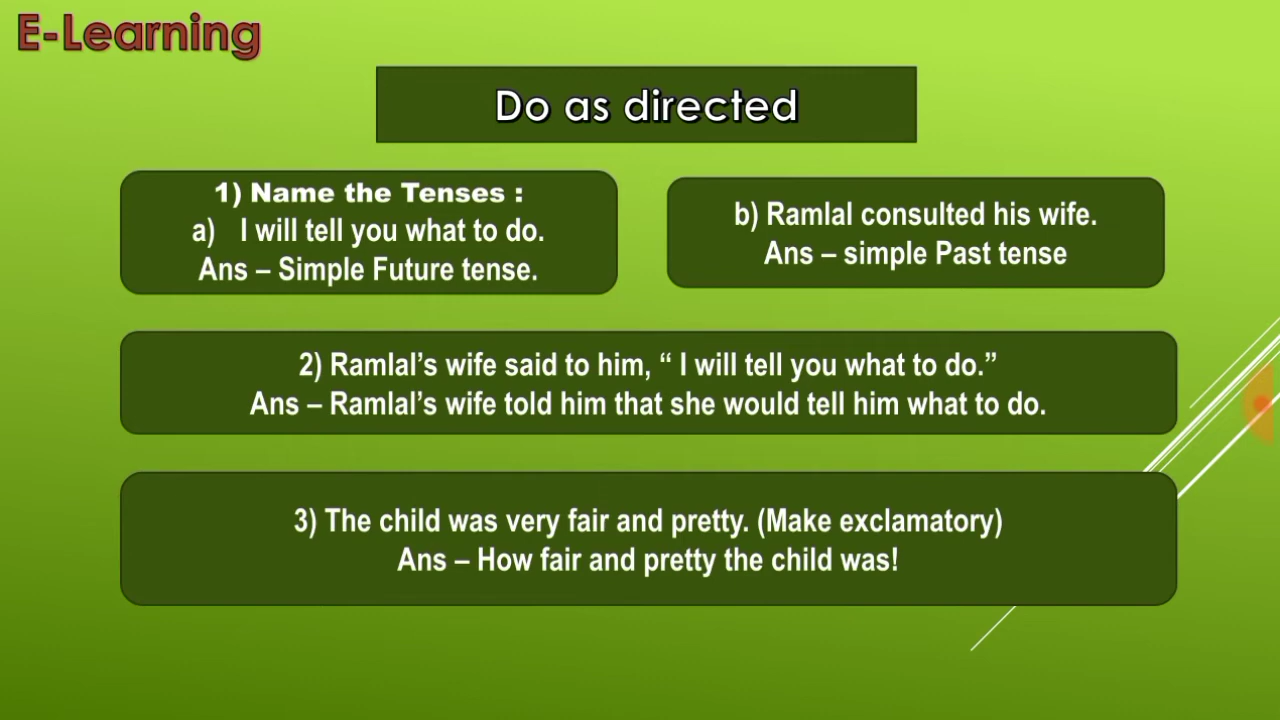 E-Learning
Do as directed
1) Name the Tenses :
a) I will tell you what to do.
Ans – Simple Future tense.
b) Ramlal consulted his wife.
Ans – simple Past tense
2) Ramlal’s wife said to him, “ I will tell you what to do.”
Ans – Ramlal’s wife told him that she would tell him what to do.
3) The child was very fair and pretty. (Make exclamatory)
Ans – How fair and pretty the child was!